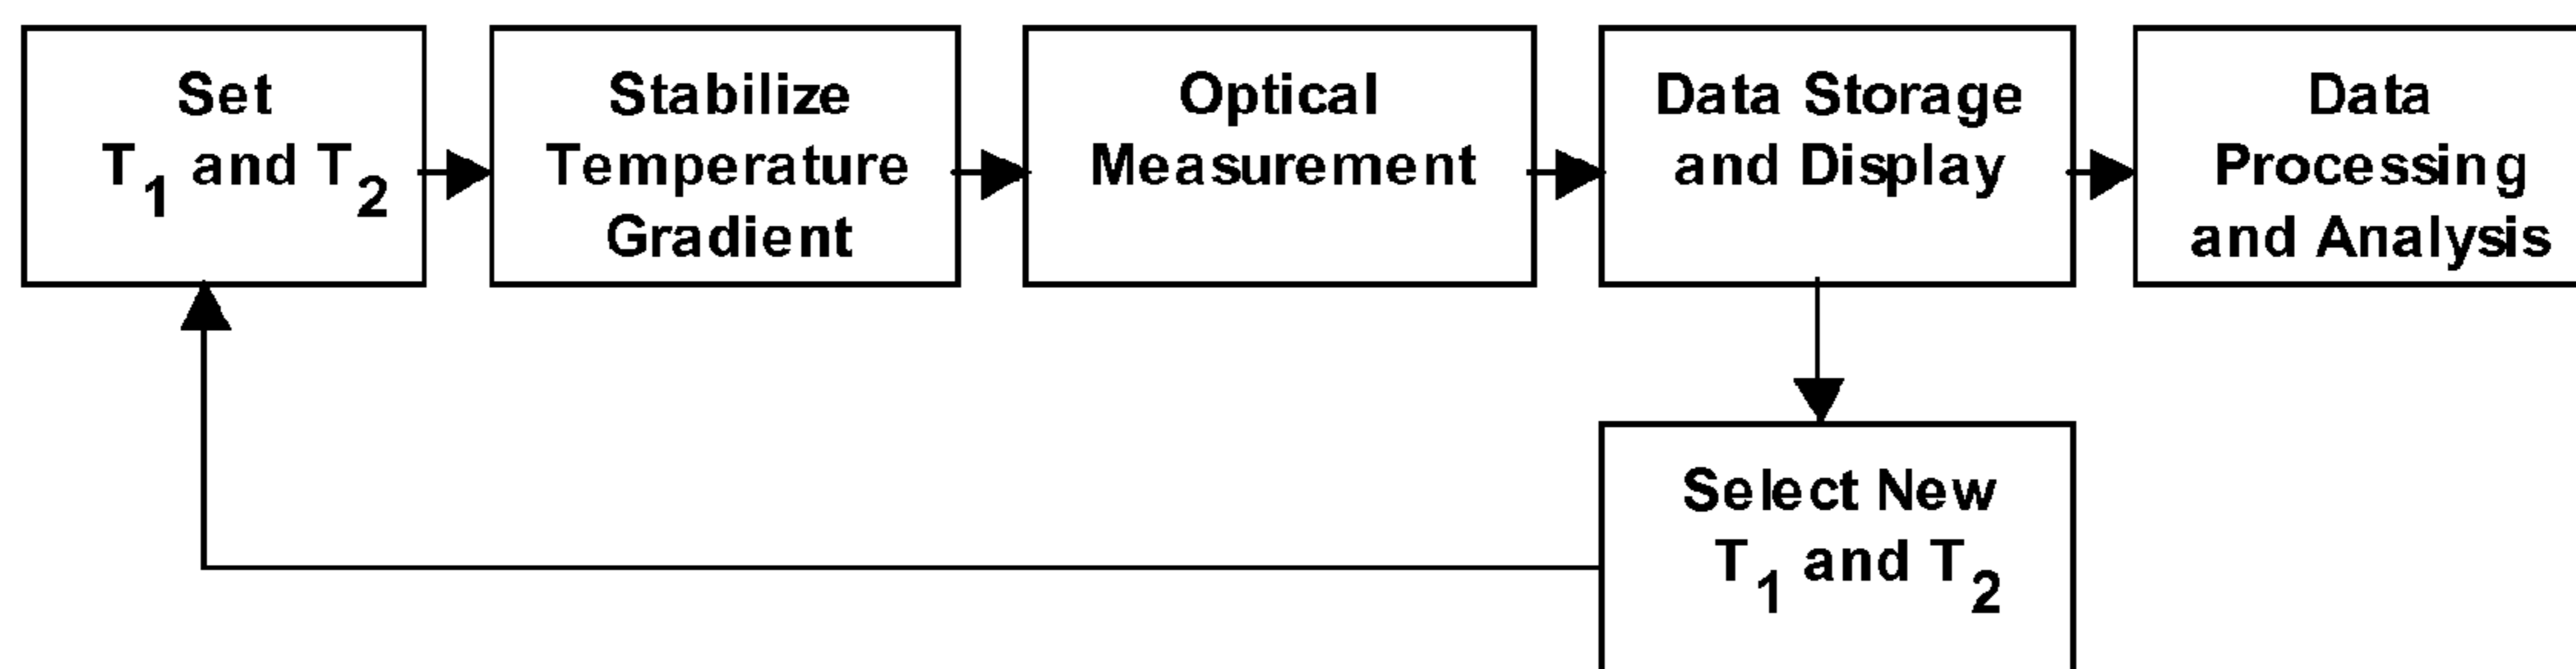 Set
T₁ and T₂
Stabilize
Temperature
Gradient
Optical
Measurement
Data Storage
and Display
Data
Processing
and Analysis
Select New
T₁ and T₂